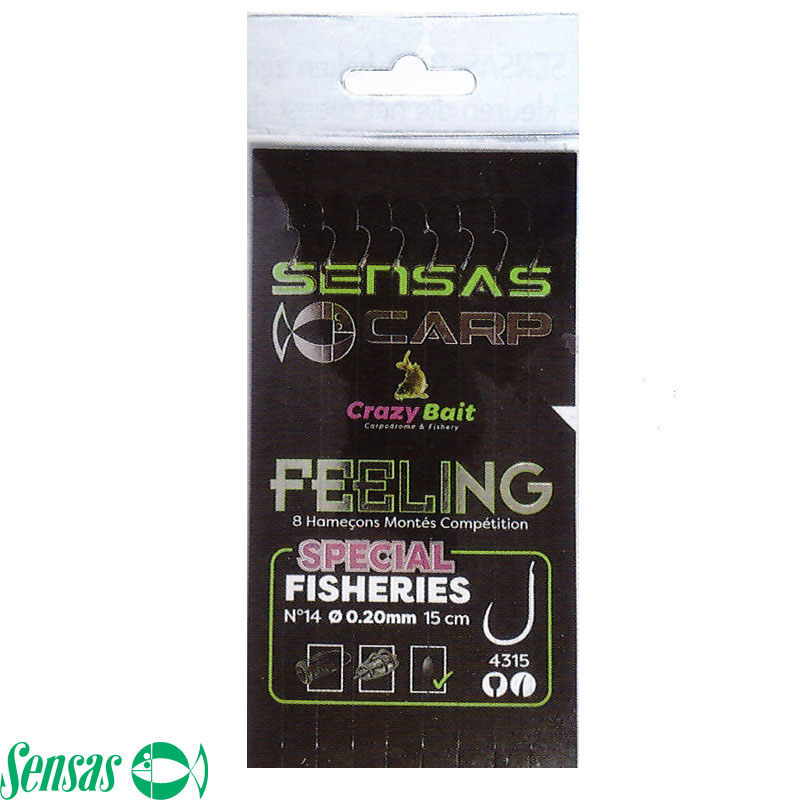 SENSAS
CARP
Crazy Bait
Carpodrome & Fishery
FEELING
8 Hameçons Montés Compétition
SPECIAL
FISHERIES
N°14 Ø 0.20mm 15 cm
4315
Sensas